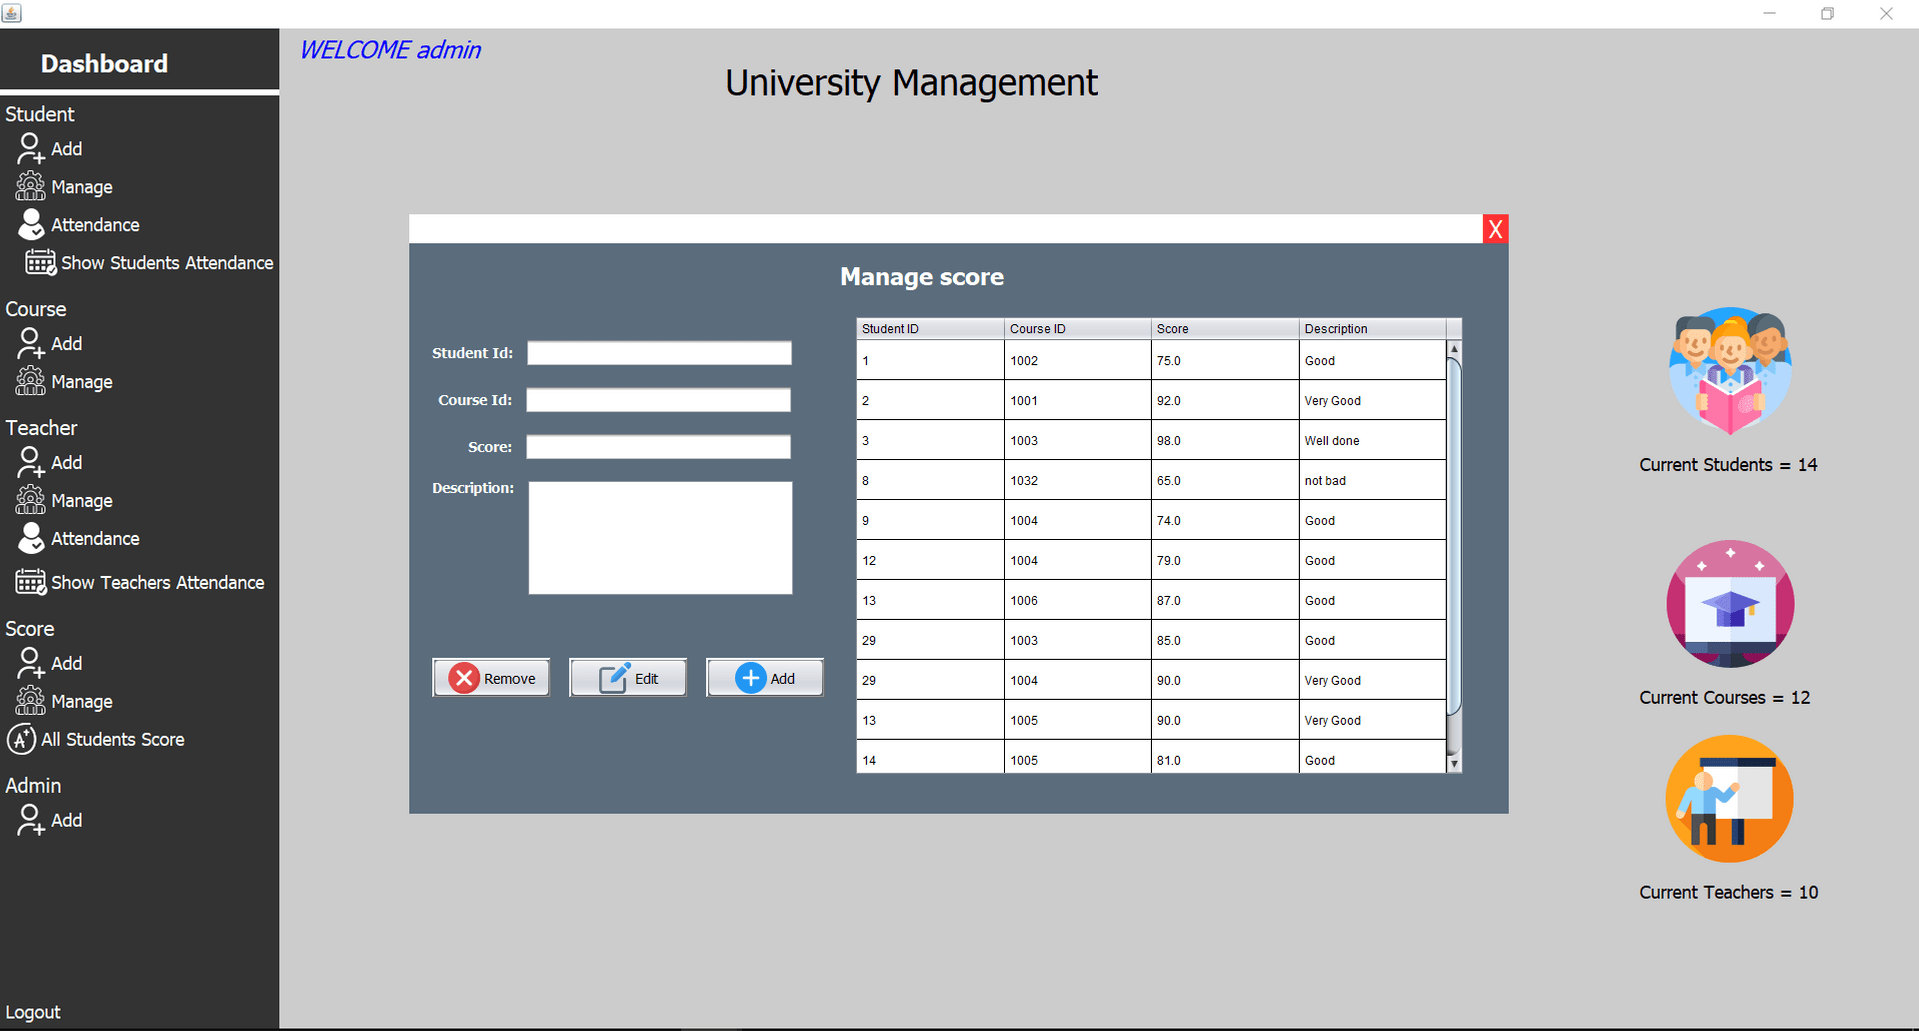 Dashboard
Student
Add
Manage
Attendance
Show Students Attendance
Course
Add
Manage
Teacher
Add
Manage
Attendance
Show Teachers Attendance
Score
Add
Manage
A+ All Students Score
Admin
Add
Logout
WELCOME admin
University Management
X
Manage score
Student Id:
Course Id:
Score:
Description:
Remove Edit Add
Student ID Course ID Score Description
1 1002 75.0 Good
2 1001 92.0 Very Good
3 1003 98.0 Well done
8 1032 65.0 not bad
9 1004 74.0 Good
12 1004 79.0 Good
13 1006 87.0 Good
29 1003 85.0 Good
29 1004 90.0 Very Good
13 1005 90.0 Very Good
14 1005 81.0 Good
Current Students = 14
Current Courses = 12
Current Teachers = 10